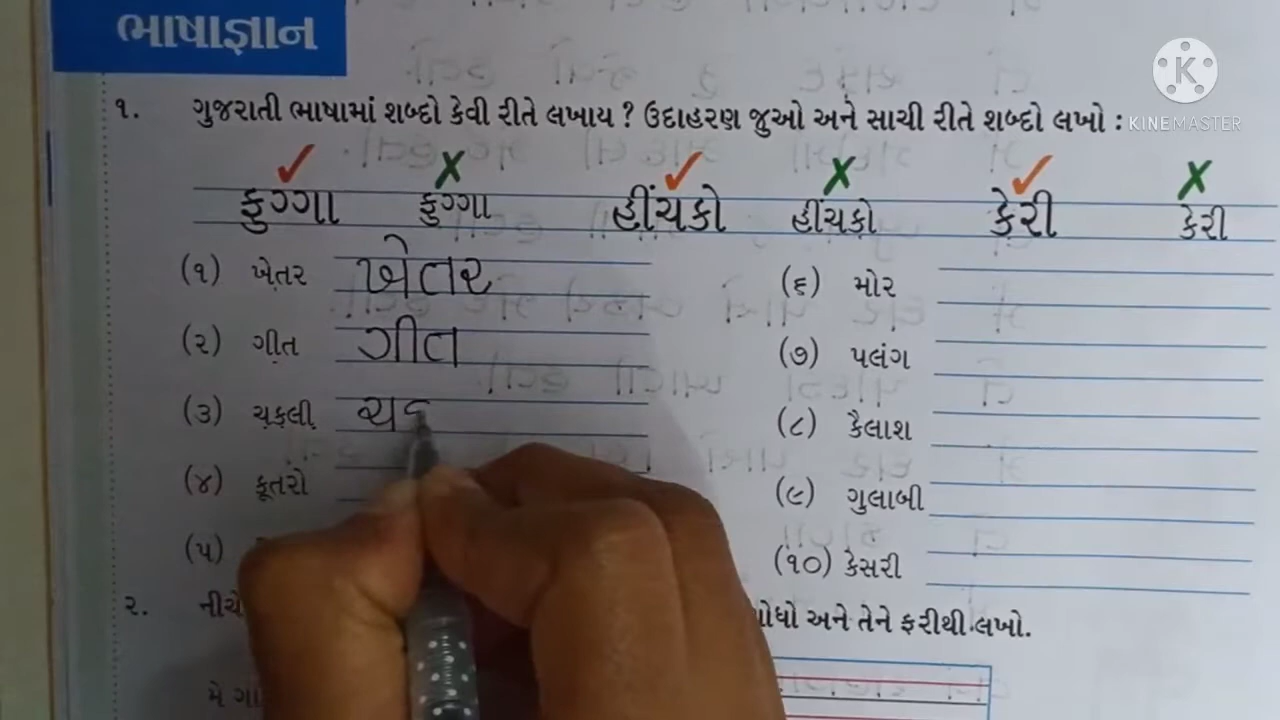 ભાષાજ્ઞાન
KINEMASTER
૧. ગુજરાતી ભાષામાં શબ્દો કેવી રીતે લખાય ? ઉદાહરણ જુઓ અને સાચી રીતે શબ્દો લખો :
ફુગ્ગા ફુગ્ગા હીંચકો હીંચકો કેરી કેરી
(૧) ખેતર ખેતર (૬) મોર
(૨) ગીત ગીત (૭) પલંગ
(૩) ચકલી (૮) કૈલાશ
(૪) કૂતરો (૯) ગુલાબી
(૫) (૧૦) કેસરી
૨. અને તેને ફરીથી લખો.